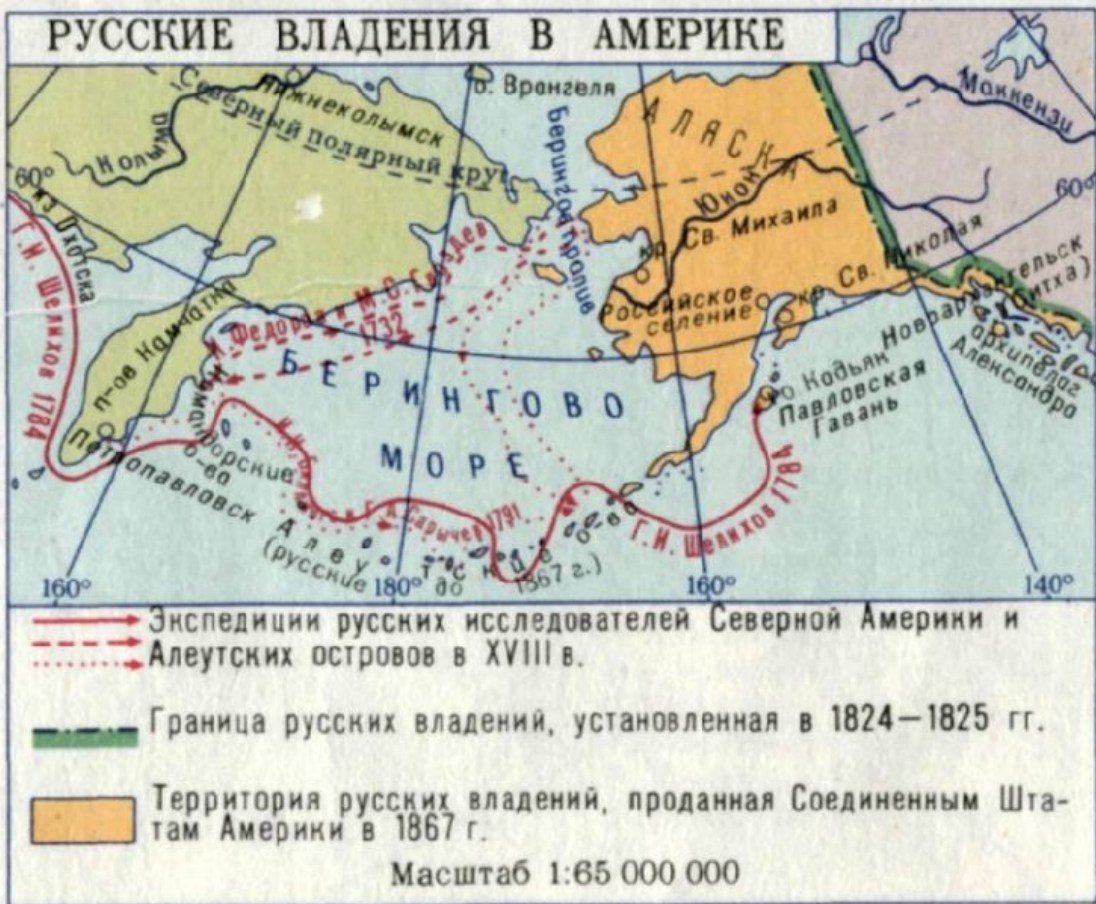 РУССКИЕ ВЛАДЕНИЯ В АМЕРИКЕ
Нижнеколымск
о. Врангеля
Маккензи
Северный полярный круг
Колыма
АЛЯСКА
Берингов пролив
Юкон
60°
60°
из Охотска
Г.И. Шелихов 1784
кр. Св. Михаила
кр. Св. Николая
Российское
селение
Новоархангельск
(Ситха)
архипелаг
Александра
И. Федоров и М.С. Гвоздев
1732
п-ов Камчатка
БЕРИНГОВО
МОРЕ
о. Кадьяк
Павловская
Гавань
Петропавловск
Командорские
о-ва
Г. Сарычев 1791
Г.И. Шелихов 1784
Алеутские о-ва
(русские до 1867 г.)
160°
180°
160°
140°
Экспедиции русских исследователей Северной Америки и
Алеутских островов в XVIII в.
Граница русских владений, установленная в 1824—1825 гг.
Территория русских владений, проданная Соединенным Шта-
там Америки в 1867 г.
Масштаб 1:65 000 000